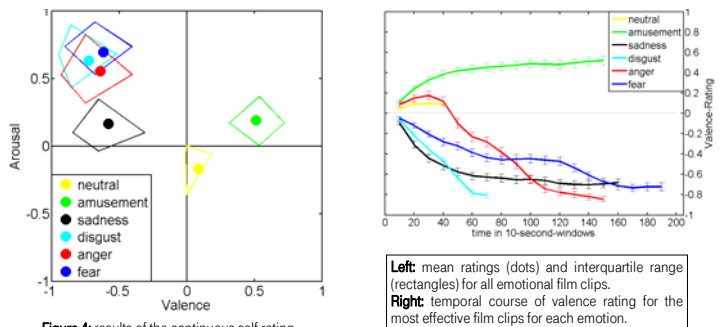 1
0.5
0
-0.5
-1
-1
-0.5
0
0.5
1
Arousal
Valence
neutral
amusement
sadness
disgust
anger
fear
neutral
amusement
sadness
disgust
anger
fear
1
0.8
0.6
0.4
0.2
0
-0.2
-0.4
-0.6
-0.8
-1
Valence-Rating
0
20
40
60
80
100
120
140
160
180
200
time in 10-second-windows
Left: mean ratings (dots) and interquartile range
(rectangles) for all emotional film clips.
Right: temporal course of valence rating for the
most effective film clips for each emotion.
Figure 4: results of the continuous self rating